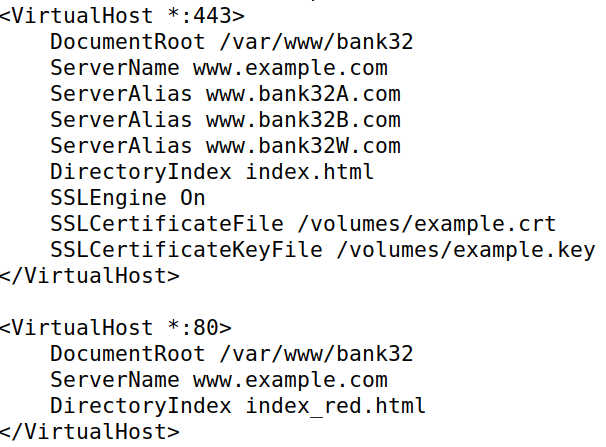 <VirtualHost *:443>
    DocumentRoot /var/www/bank32
    ServerName www.example.com
    ServerAlias www.bank32A.com
    ServerAlias www.bank32B.com
    ServerAlias www.bank32W.com
    DirectoryIndex index.html
    SSLEngine On
    SSLCertificateFile /volumes/example.crt
    SSLCertificateKeyFile /volumes/example.key
</VirtualHost>

<VirtualHost *:80>
    DocumentRoot /var/www/bank32
    ServerName www.example.com
    DirectoryIndex index_red.html
</VirtualHost>